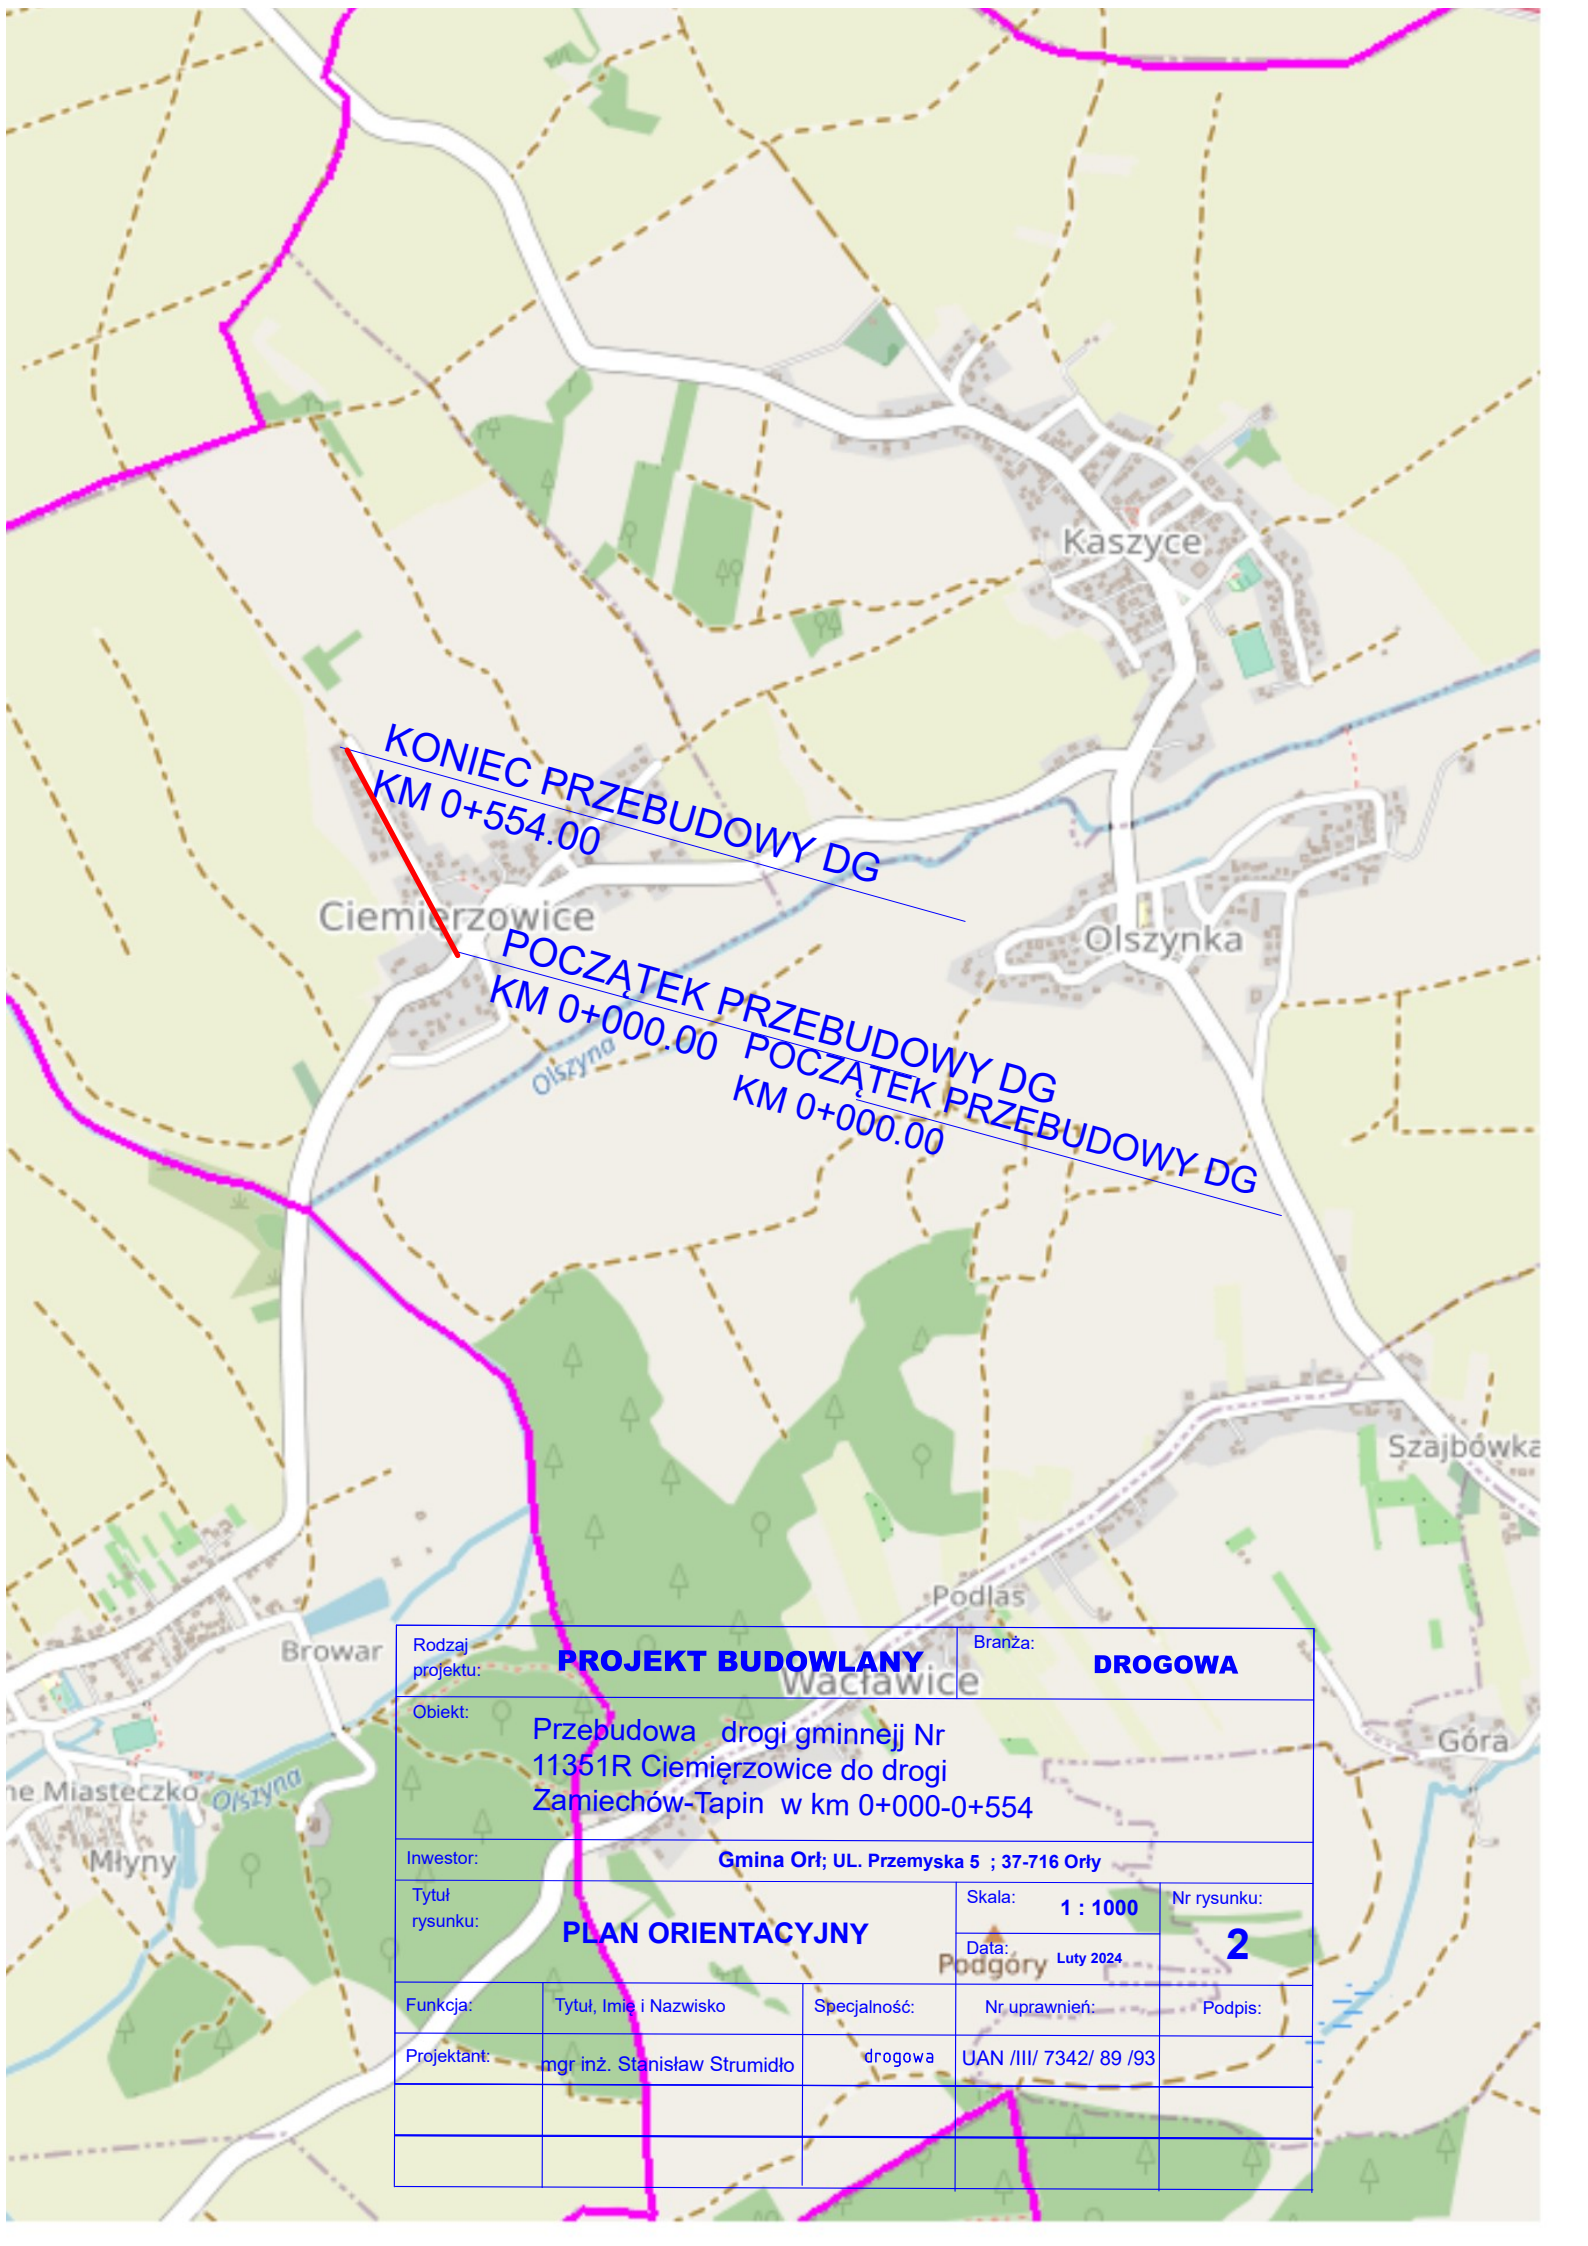 Kaszyce
KONIEC PRZEBUDOWY DG
KM 0+554.00
Ciemierzowice
Olszynka
POCZĄTEK PRZEBUDOWY DG
KM 0+000.00
POCZĄTEK PRZEBUDOWY DG
KM 0+000.00
Olszyna
Szajbówka
Podlas
Browar
Wacławice
Góra
ne Miasteczko
Olszyna
Młyny
Podgóry
Rodzaj
projektu:
PROJEKT BUDOWLANY
Branża:
DROGOWA
Obiekt:
Przebudowa drogi gminnejj Nr
11351R Ciemięrzowice do drogi
Zamiechów-Tapin w km 0+000-0+554
Inwestor:
Gmina Orł; UL. Przemyska 5 ; 37-716 Orły
Tytuł
rysunku:
PLAN ORIENTACYJNY
Skala:
1 : 1000
Data:
Luty 2024
Nr rysunku:
2
Funkcja:
Tytuł, Imię i Nazwisko
Specjalność:
Nr uprawnień:
Podpis:
Projektant:
mgr inż. Stanisław Strumidło
drogowa
UAN /III/ 7342/ 89 /93